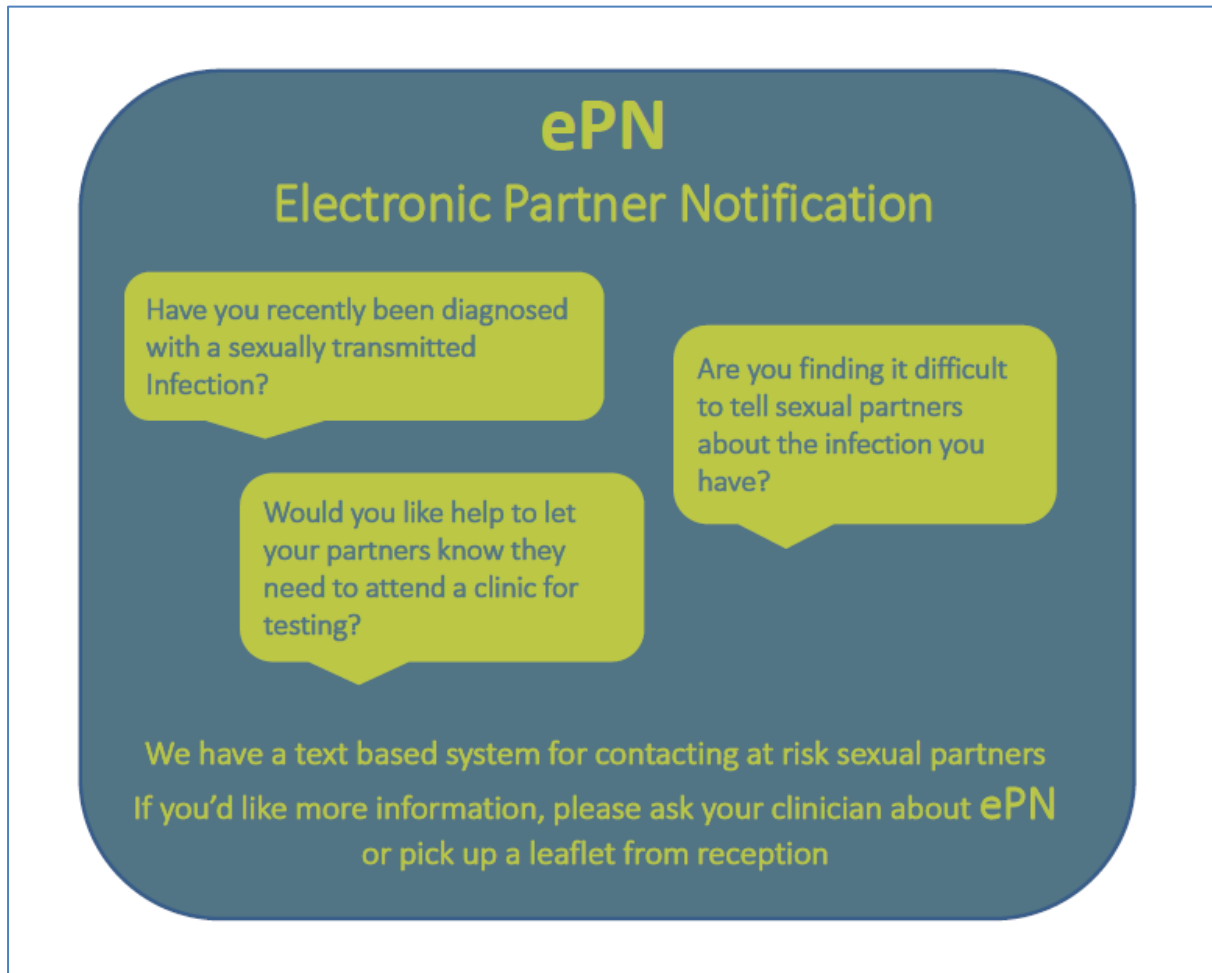 ePN
Electronic Partner Notification
Have you recently been diagnosed
with a sexually transmitted
Infection?
Are you finding it difficult
to tell sexual partners
about the infection you
have?
Would you like help to let
your partners know they
need to attend a clinic for
testing?
We have a text based system for contacting at risk sexual partners
If you’d like more information, please ask your clinician about ePN
or pick up a leaflet from reception